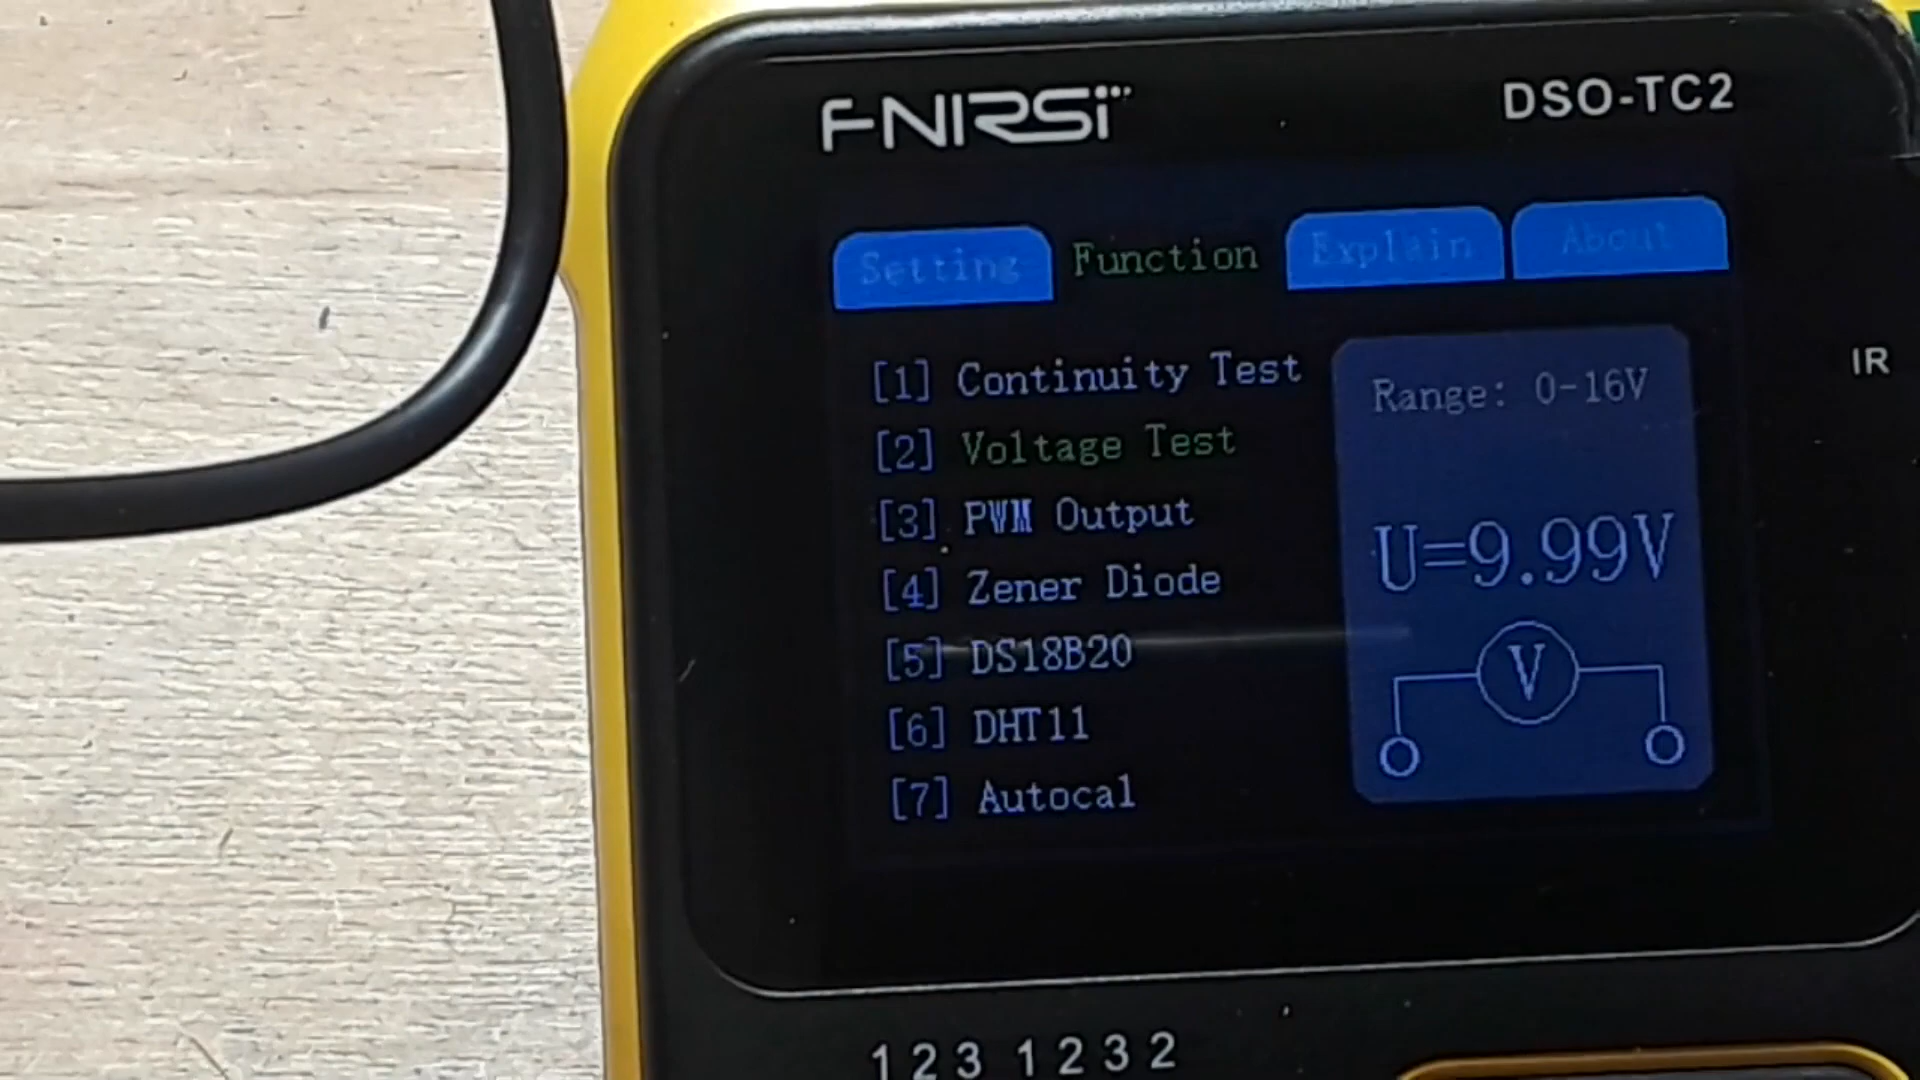 FNIRSI DSO-TC2
Setting Function Explain About
[1] Continuity Test
[2] Voltage Test
[3] PWM Output
[4] Zener Diode
[5] DS18B20
[6] DHT11
[7] Autocal
Range: 0-16V
U=9.99V
V
IR
1 2 3 1 2 3 2